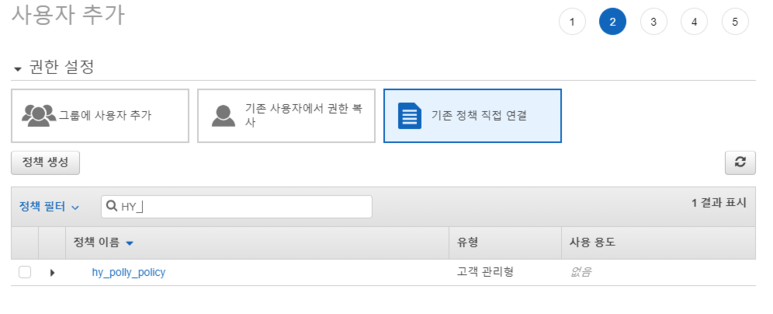 사용자 추가
1 2 3 4 5
권한 설정
그룹에 사용자 추가
기존 사용자에서 권한 복
사
기존 정책 직접 연결
정책 생성
정책 필터
HY_
1 결과 표시
정책 이름 유형 사용 용도
hy_polly_policy 고객 관리형 없음